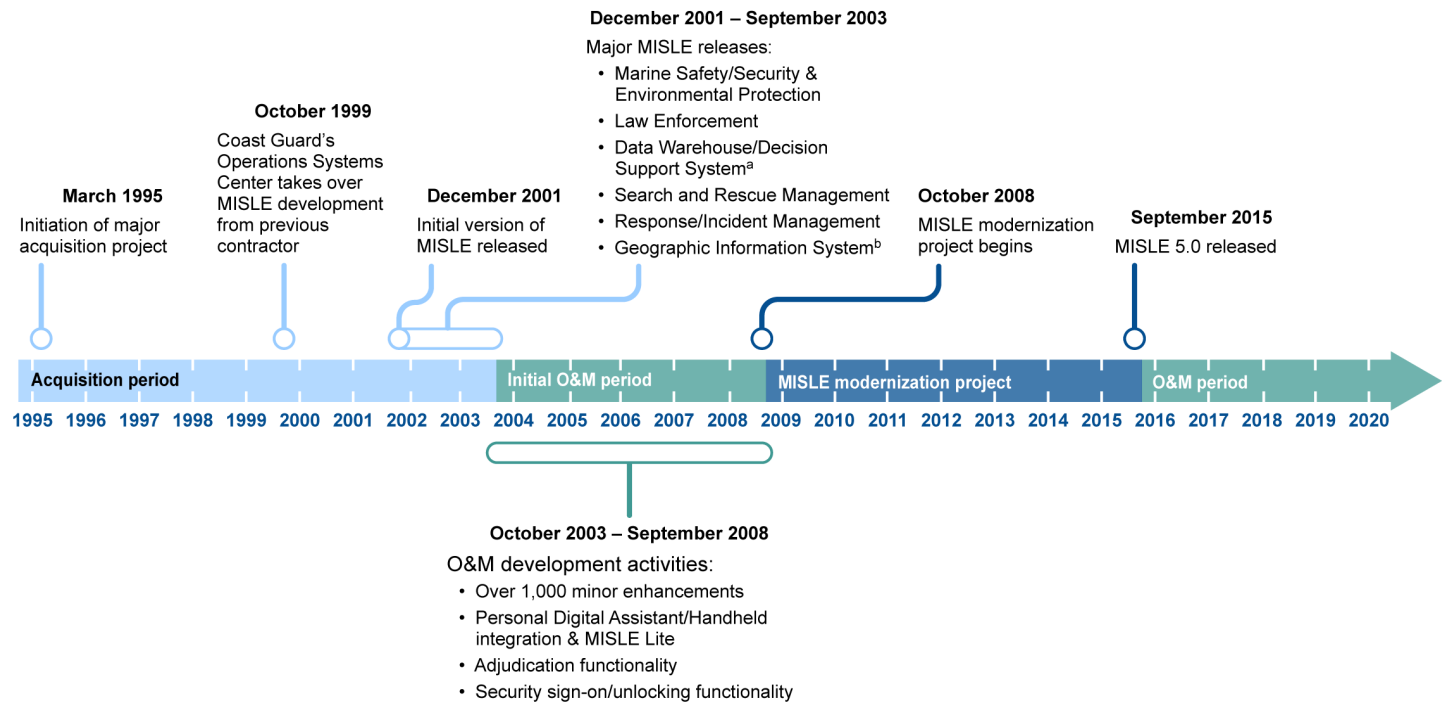 December 2001 – September 2003
Major MISLE releases:
• Marine Safety/Security &
Environmental Protection
• Law Enforcement
• Data Warehouse/Decision
Support Systemᵃ
• Search and Rescue Management
• Response/Incident Management
• Geographic Information Systemᵇ
October 1999
Coast Guard’s
Operations Systems
Center takes over
MISLE development
from previous
contractor
March 1995
Initiation of major
acquisition project
December 2001
Initial version of
MISLE released
October 2008
MISLE modernization
project begins
September 2015
MISLE 5.0 released
Acquisition period
Initial O&M period
MISLE modernization project
O&M period
1995 1996 1997 1998 1999 2000 2001 2002 2003 2004 2005 2006 2007 2008 2009 2010 2011 2012 2013 2014 2015 2016 2017 2018 2019 2020
October 2003 – September 2008
O&M development activities:
• Over 1,000 minor enhancements
• Personal Digital Assistant/Handheld
integration & MISLE Lite
• Adjudication functionality
• Security sign-on/unlocking functionality